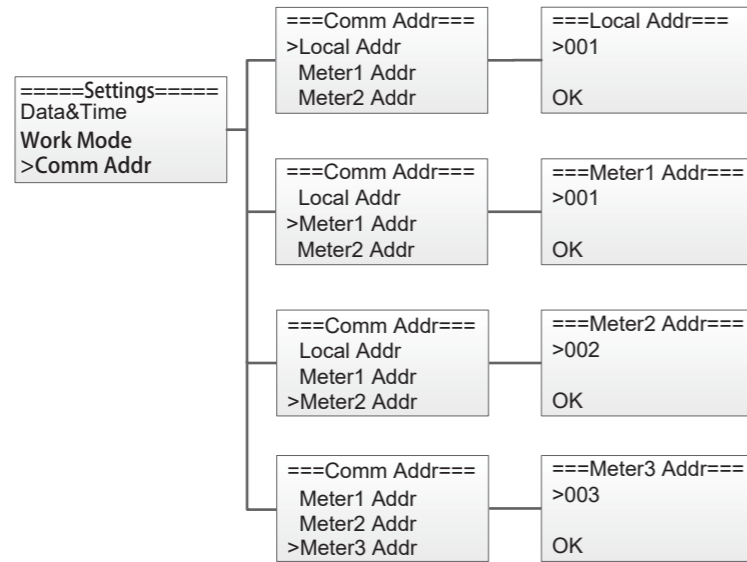 =====Settings=====
Data&Time
Work Mode
>Comm Addr
===Comm Addr===
>Local Addr
Meter1 Addr
Meter2 Addr
===Local Addr===
>001
OK
===Comm Addr===
Local Addr
>Meter1 Addr
Meter2 Addr
===Meter1 Addr===
>001
OK
===Comm Addr===
Local Addr
Meter1 Addr
>Meter2 Addr
===Meter2 Addr===
>002
OK
===Comm Addr===
Meter1 Addr
Meter2 Addr
>Meter3 Addr
===Meter3 Addr===
>003
OK